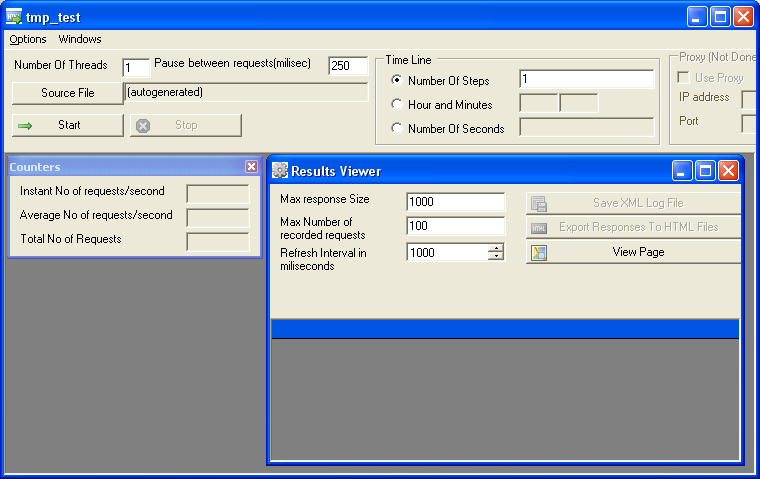 tmp_test
Options Windows
Number Of Threads 1 Pause between requests(milisec) 250
Source File (autogenerated)
Start Stop
Time Line
Number Of Steps 1
Hour and Minutes
Number Of Seconds
Proxy (Not Done
Use Proxy
IP address
Port
Counters
Instant No of requests/second
Average No of requests/second
Total No of Requests
Results Viewer
Max response Size 1000
Max Number of
recorded requests 100
Refresh Interval in
miliseconds 1000
Save XML Log File
HTML Export Responses To HTML Files
View Page